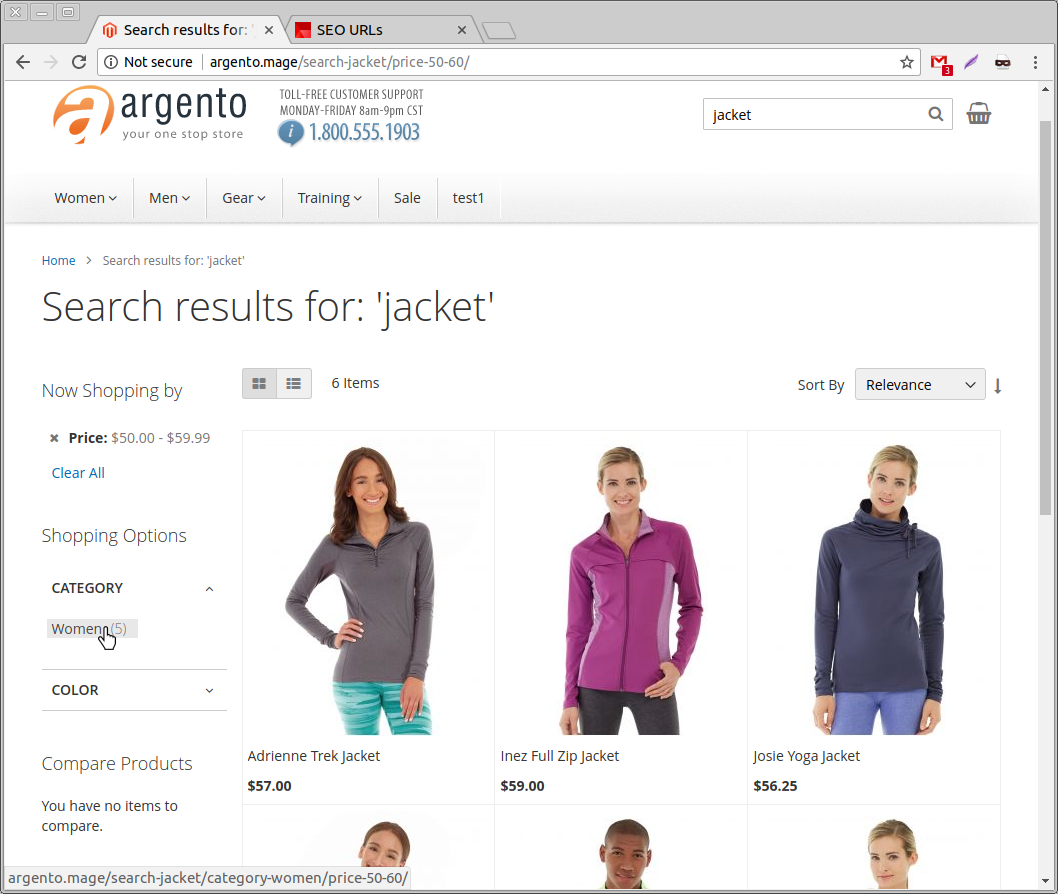 Search results for: '
SEO URLs
Not secure
argento.mage/search-jacket/price-50-60/
3
argento
your one stop store
TOLL-FREE CUSTOMER SUPPORT
MONDAY-FRIDAY 8am-9pm CST
i 1.800.555.1903
jacket
Women
Men
Gear
Training
Sale
test1
Home > Search results for: 'jacket'
Search results for: 'jacket'
Now Shopping by
Price: $50.00 - $59.99
Clear All
Shopping Options
CATEGORY
Women (5)
COLOR
Compare Products
You have no items to
compare.
6 Items
Sort By
Relevance
Adrienne Trek Jacket
$57.00
Inez Full Zip Jacket
$59.00
Josie Yoga Jacket
$56.25
argento.mage/search-jacket/category-women/price-50-60/